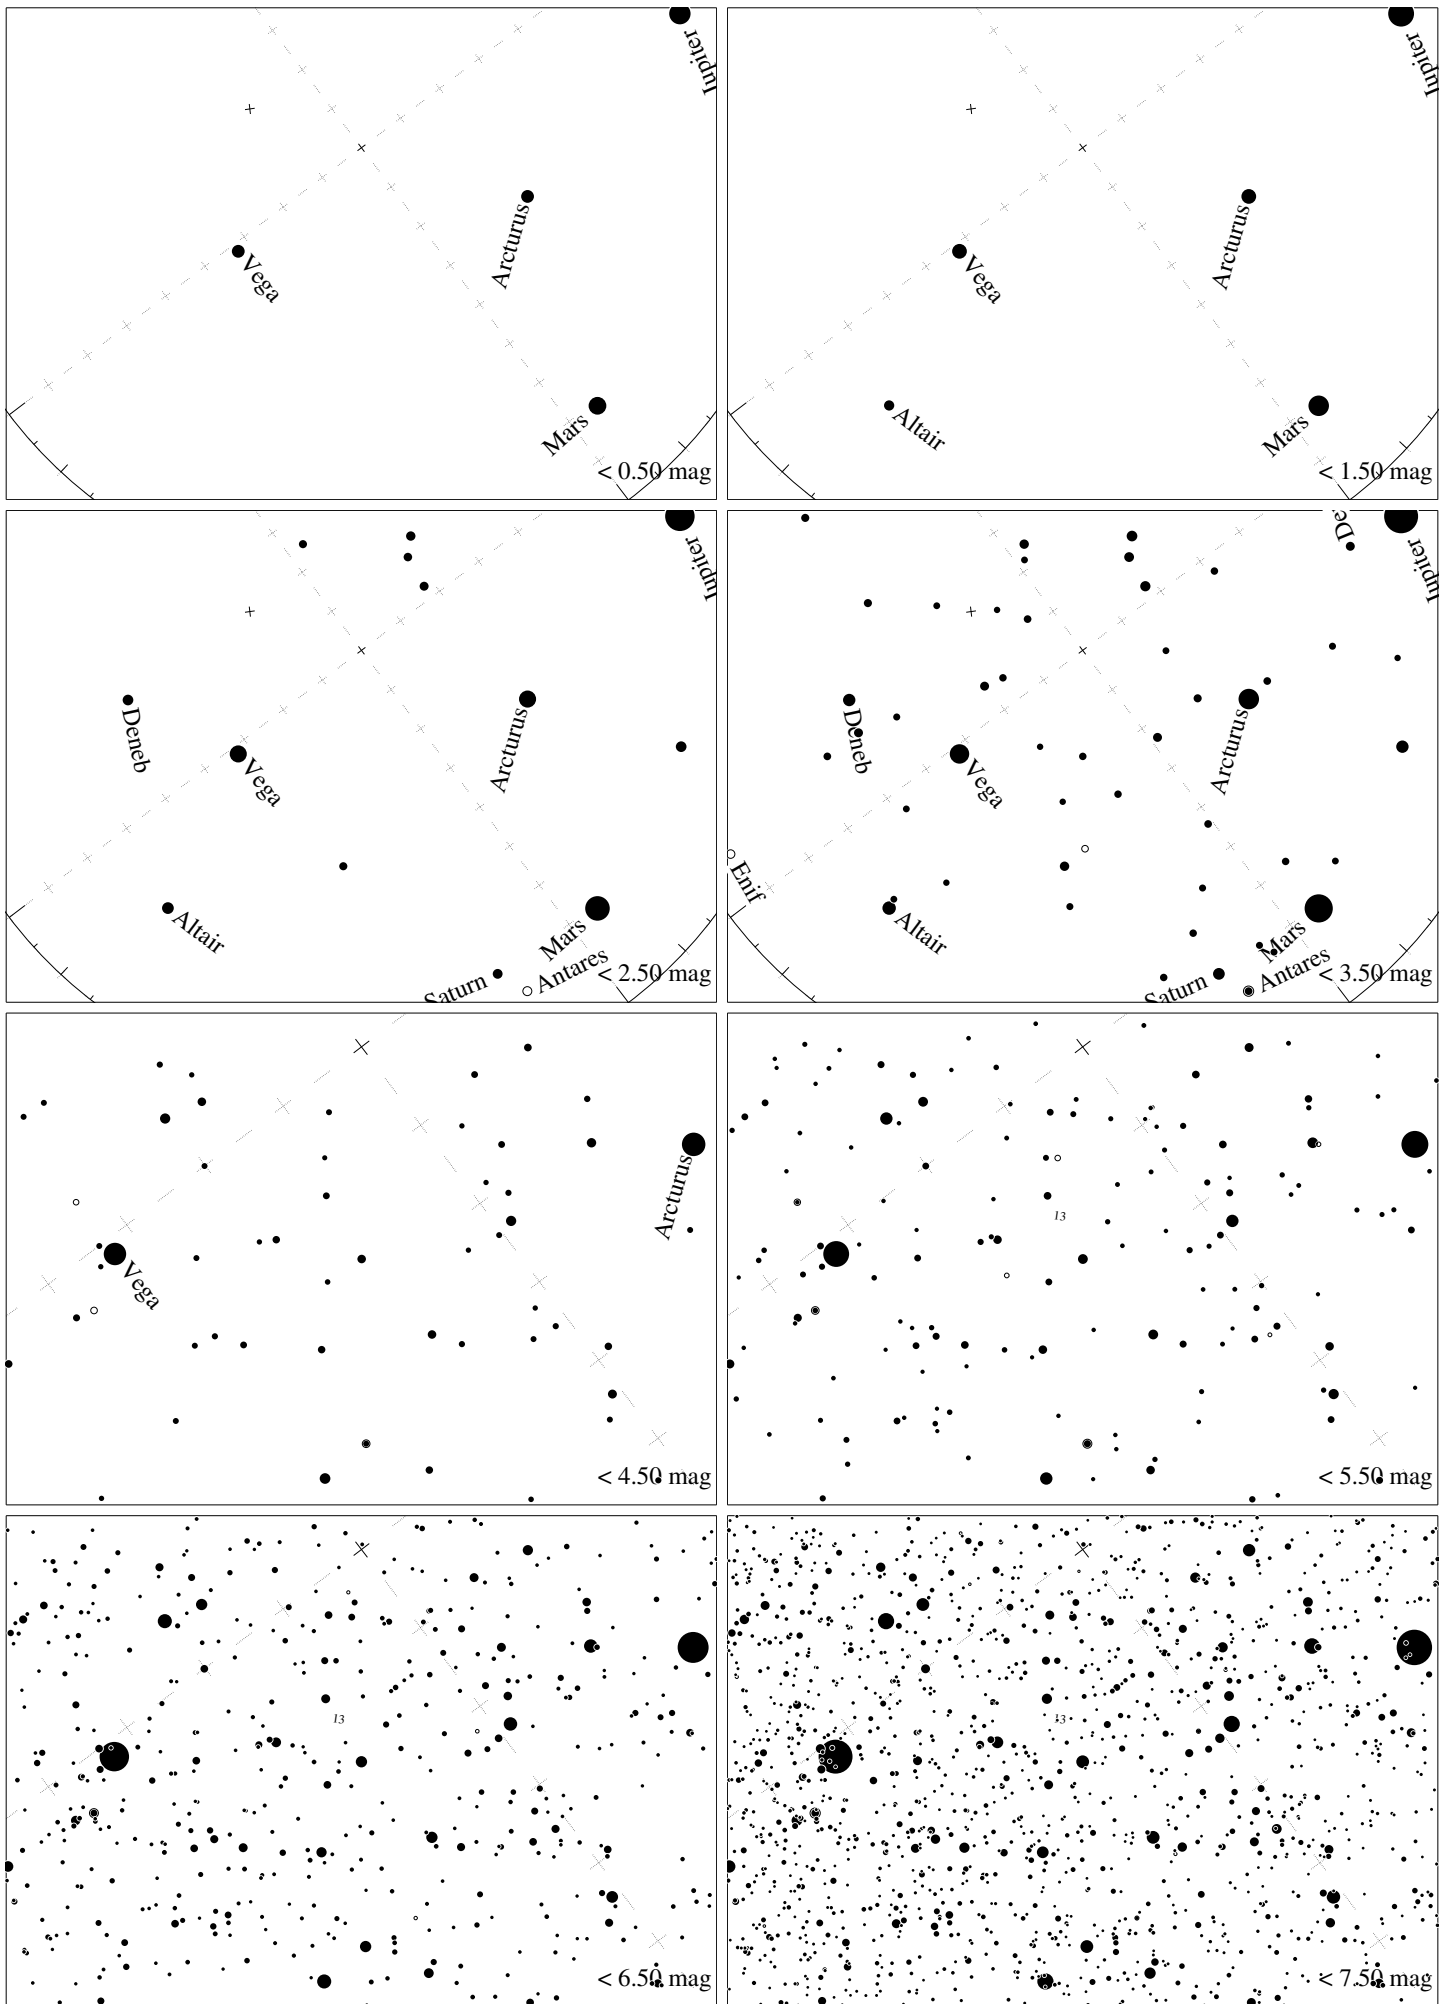 Jupiter
Arcturus
Vega
Mars
< 0.50 mag
Jupiter
Arcturus
Vega
Altair
Mars
< 1.50 mag
Jupiter
Deneb
Arcturus
Vega
Altair
Mars
Saturn
Antares
< 2.50 mag
De
Jupiter
Deneb
Arcturus
Vega
Enif
Altair
Mars
Saturn
Antares
< 3.50 mag
Arcturus
Vega
< 4.50 mag
13
< 5.50 mag
13
< 6.50 mag
13
< 7.50 mag